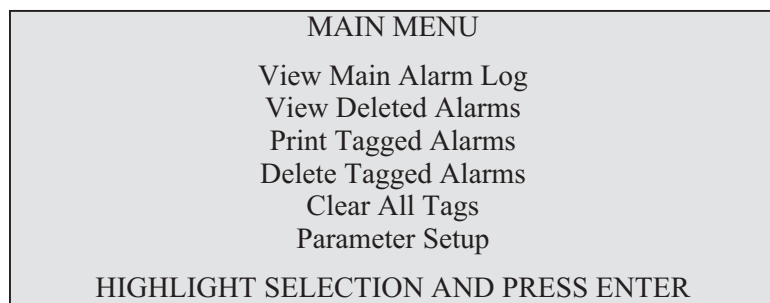 MAIN MENU
View Main Alarm Log
View Deleted Alarms
Print Tagged Alarms
Delete Tagged Alarms
Clear All Tags
Parameter Setup
HIGHLIGHT SELECTION AND PRESS ENTER